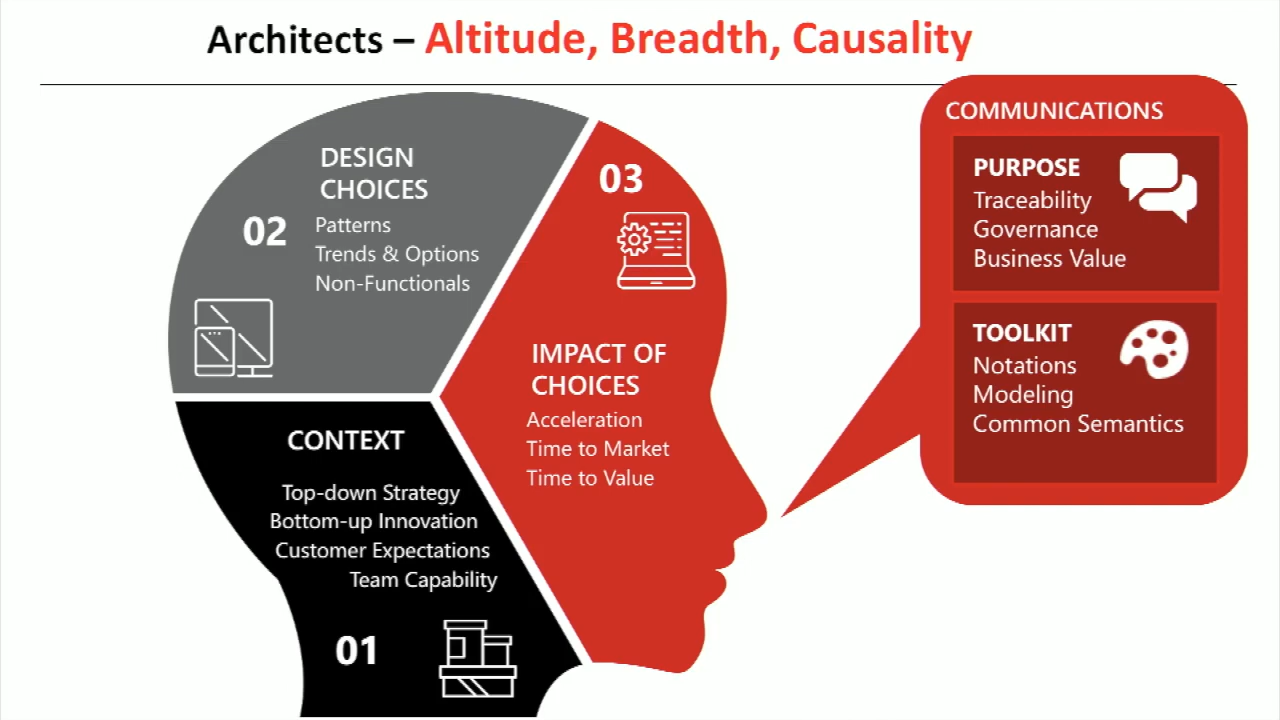 Architects – Altitude, Breadth, Causality
DESIGN
CHOICES
02
Patterns
Trends & Options
Non-Functionals
03
IMPACT OF
CHOICES
Acceleration
Time to Market
Time to Value
CONTEXT
Top-down Strategy
Bottom-up Innovation
Customer Expectations
Team Capability
01
COMMUNICATIONS
PURPOSE
Traceability
Governance
Business Value
TOOLKIT
Notations
Modeling
Common Semantics